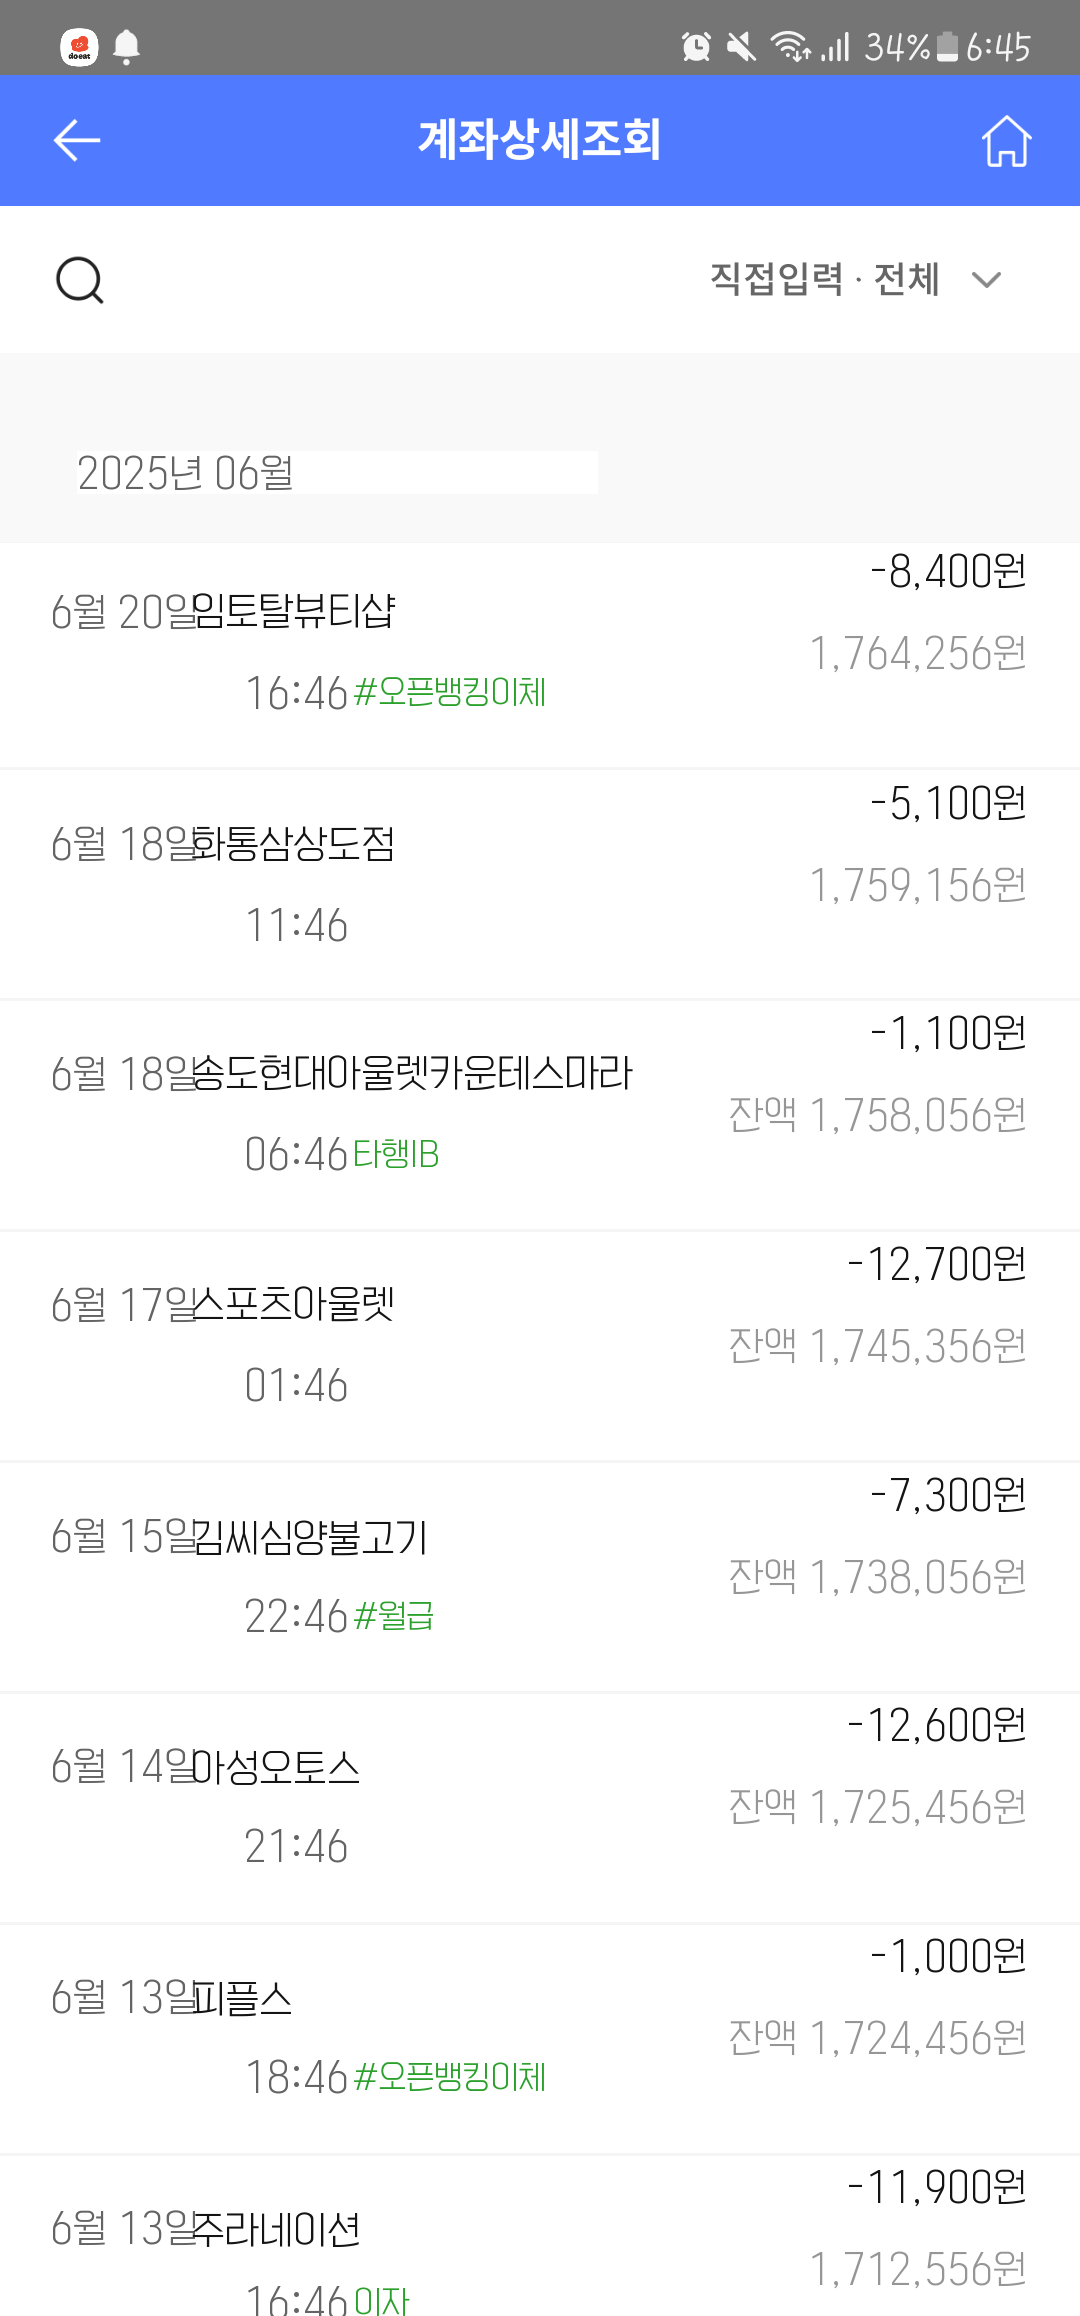 doeat
34% 6:45
계좌상세조회
직접입력 · 전체
2025년 06월
-8,400원
6월 20일 임토탈뷰티샵
1,764,256원
16:46 #오픈뱅킹이체
-5,100원
6월 18일 화통삼상도점
1,759,156원
11:46
-1,100원
6월 18일 송도현대아울렛카운테스마라
잔액 1,758,056원
06:46 타행IB
-12,700원
6월 17일 스포츠아울렛
잔액 1,745,356원
01:46
-7,300원
6월 15일 김씨심양불고기
잔액 1,738,056원
22:46 #월급
-12,600원
6월 14일 아성오토스
잔액 1,725,456원
21:46
-1,000원
6월 13일 피플스
잔액 1,724,456원
18:46 #오픈뱅킹이체
-11,900원
6월 13일 주라네이션
1,712,556원
16:46 이자